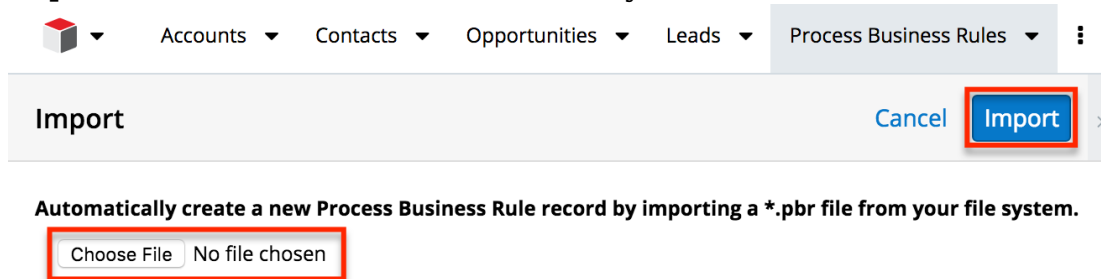 Accounts Contacts Opportunities Leads Process Business Rules
Import Cancel Import
Automatically create a new Process Business Rule record by importing a *.pbr file from your file system.
Choose File No file chosen